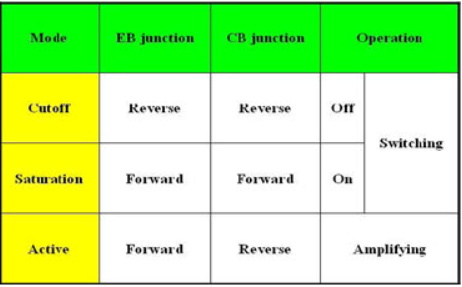 Mode EB junction CB junction Operation
Cutoff Reverse Reverse Off
Switching
Saturation Forward Forward On
Active Forward Reverse Amplifying